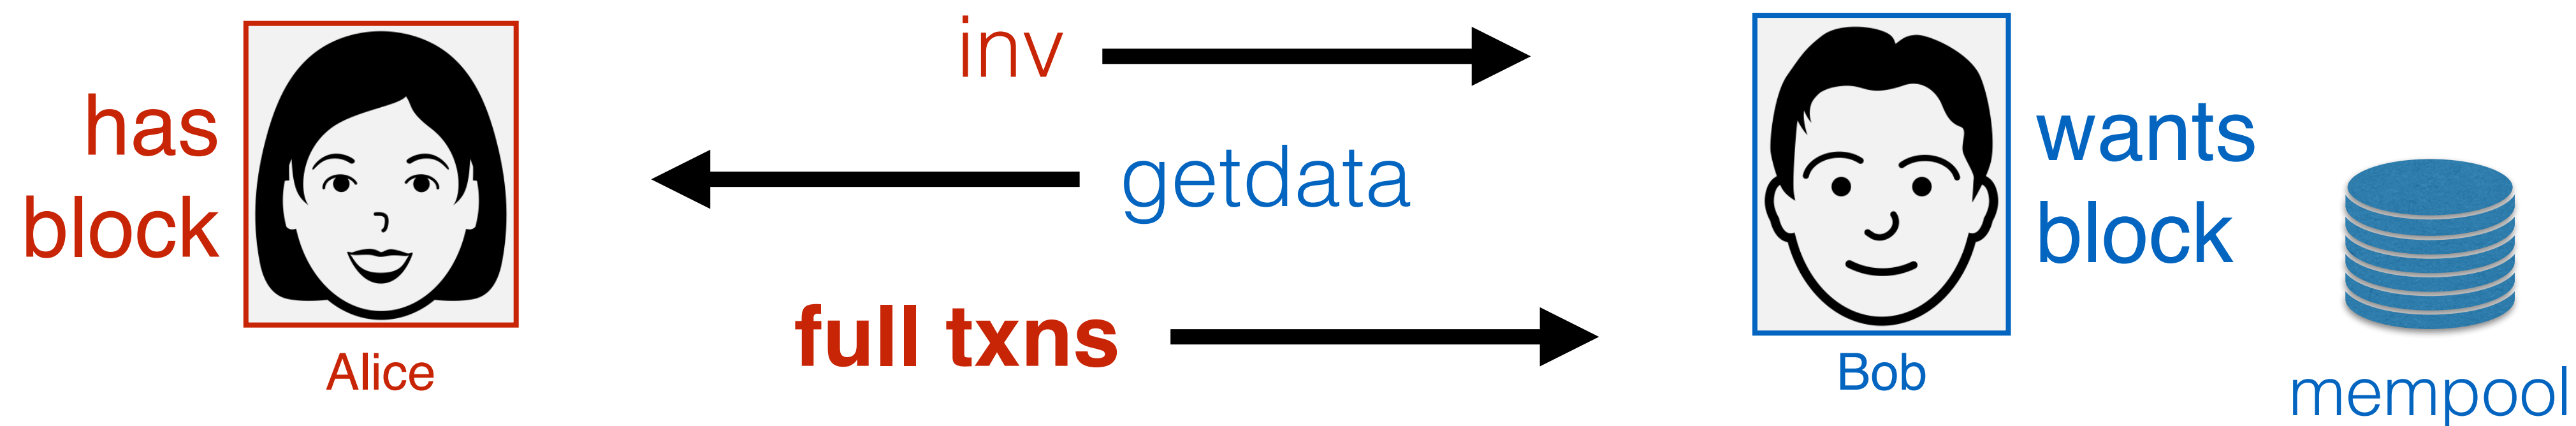 has
block
Alice
inv
getdata
full txns
Bob
wants
block
mempool